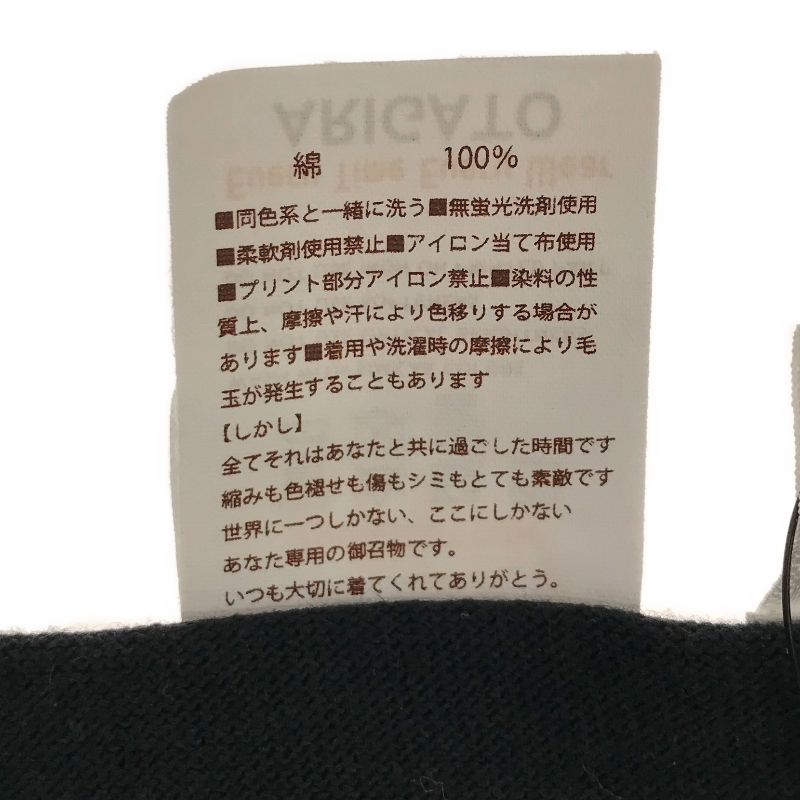 ARIGATO
綿 100%
Every Time Every Wear
■同色系と一緒に洗う■無蛍光洗剤使用
■柔軟剤使用禁止■アイロン当て布使用
■プリント部分アイロン禁止■染料の性
質上、摩擦や汗により色移りする場合が
あります■着用や洗濯時の摩擦により毛
玉が発生することもあります
【しかし】
全てそれはあなたと共に過ごした時間です
縮みも色褪せも傷もシミもとても素敵です
世界に一つしかない、ここにしかない
あなた専用の御召物です。
いつも大切に着てくれてありがとう。